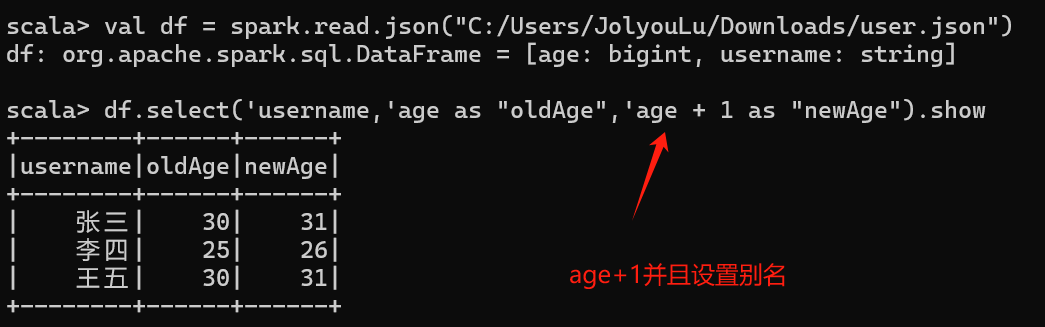 scala> val df = spark.read.json("C:/Users/JolyouLu/Downloads/user.json")
df: org.apache.spark.sql.DataFrame = [age: bigint, username: string]
scala> df.select('username,'age as "oldAge",'age + 1 as "newAge").show
+--------+------+------+
|username|oldAge|newAge|
+--------+------+------+
|    张三|    30|    31|
|    李四|    25|    26|
|    王五|    30|    31|
+--------+------+------+
age+1并且设置别名